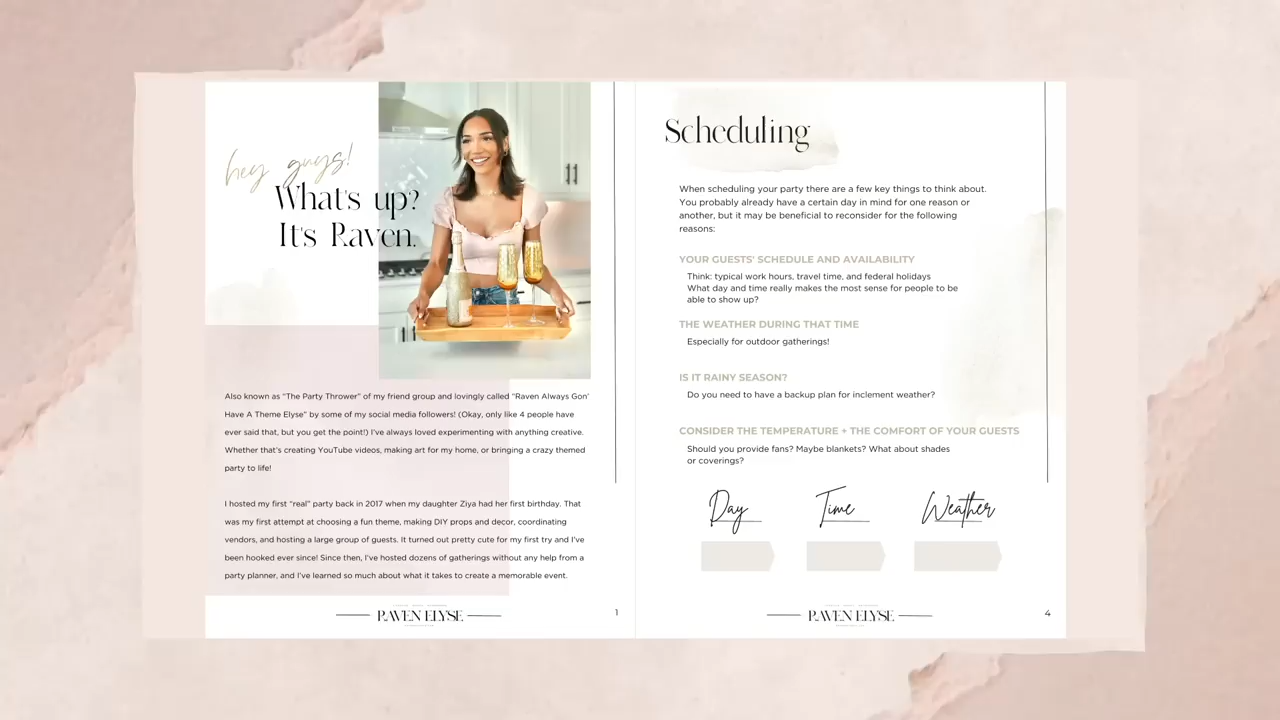 hey guys!
What's up?
It's Raven.
Also known as “The Party Thrower” of my friend group and lovingly called “Raven Always Gon’
Have A Theme Elyse” by some of my social media followers! (Okay, only like 4 people have
ever said that, but you get the point!) I’ve always loved experimenting with anything creative.
Whether that’s creating YouTube videos, making art for my home, or bringing a crazy themed
party to life!
I hosted my first “real” party back in 2017 when my daughter Ziya had her first birthday. That
was my first attempt at choosing a fun theme, making DIY props and decor, coordinating
vendors, and hosting a large group of guests. It turned out pretty cute for my first try and I’ve
been hooked ever since! Since then, I’ve hosted dozens of gatherings without any help from a
party planner, and I’ve learned so much about what it takes to create a memorable event.
RAVEN ELYSE
1
Scheduling
When scheduling your party there are a few key things to think about.
You probably already have a certain day in mind for one reason or
another, but it may be beneficial to reconsider for the following
reasons:
YOUR GUESTS' SCHEDULE AND AVAILABILITY
Think: typical work hours, travel time, and federal holidays
What day and time really makes the most sense for people to be
able to show up?
THE WEATHER DURING THAT TIME
Especially for outdoor gatherings!
IS IT RAINY SEASON?
Do you need to have a backup plan for inclement weather?
CONSIDER THE TEMPERATURE + THE COMFORT OF YOUR GUESTS
Should you provide fans? Maybe blankets? What about shades
or coverings?
Day Time Weather
RAVEN ELYSE
4